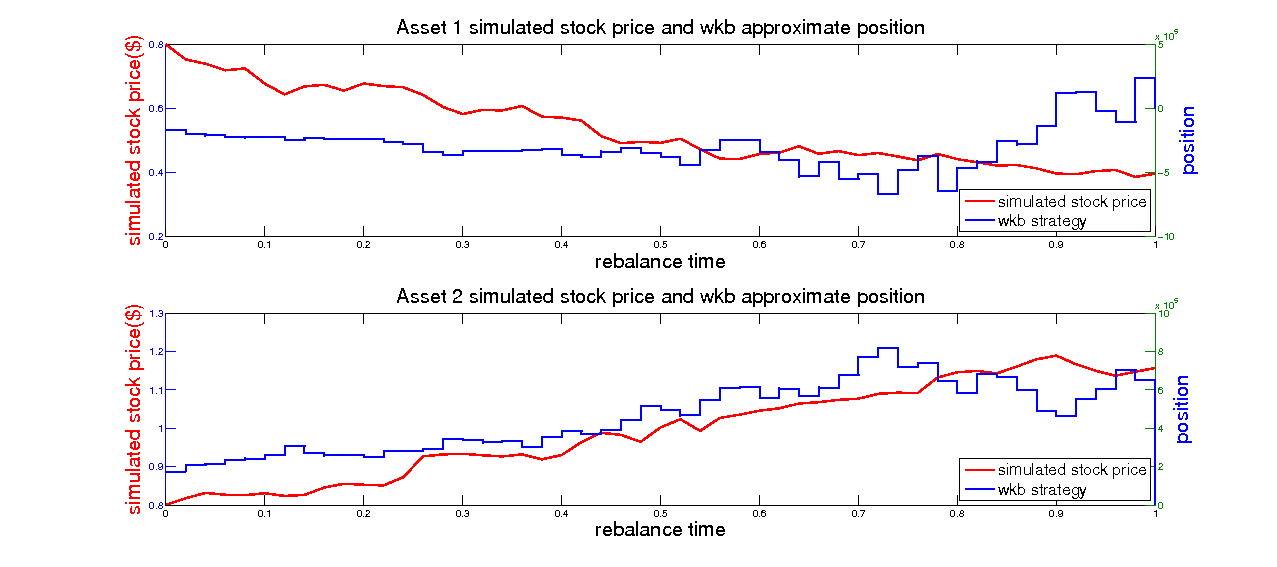 Asset 1 simulated stock price and wkb approximate position
x 10
0.8
0.6
0.4
0.2
simulated stock price($)
5
0
-5
-10
position
simulated stock price
wkb strategy
0 0.1 0.2 0.3 0.4 0.5 0.6 0.7 0.8 0.9 1
rebalance time
Asset 2 simulated stock price and wkb approximate position
x 10
1.3
1.2
1.1
1
0.9
0.8
simulated stock price($)
10
8
6
4
2
0
position
simulated stock price
wkb strategy
0 0.1 0.2 0.3 0.4 0.5 0.6 0.7 0.8 0.9 1
rebalance time